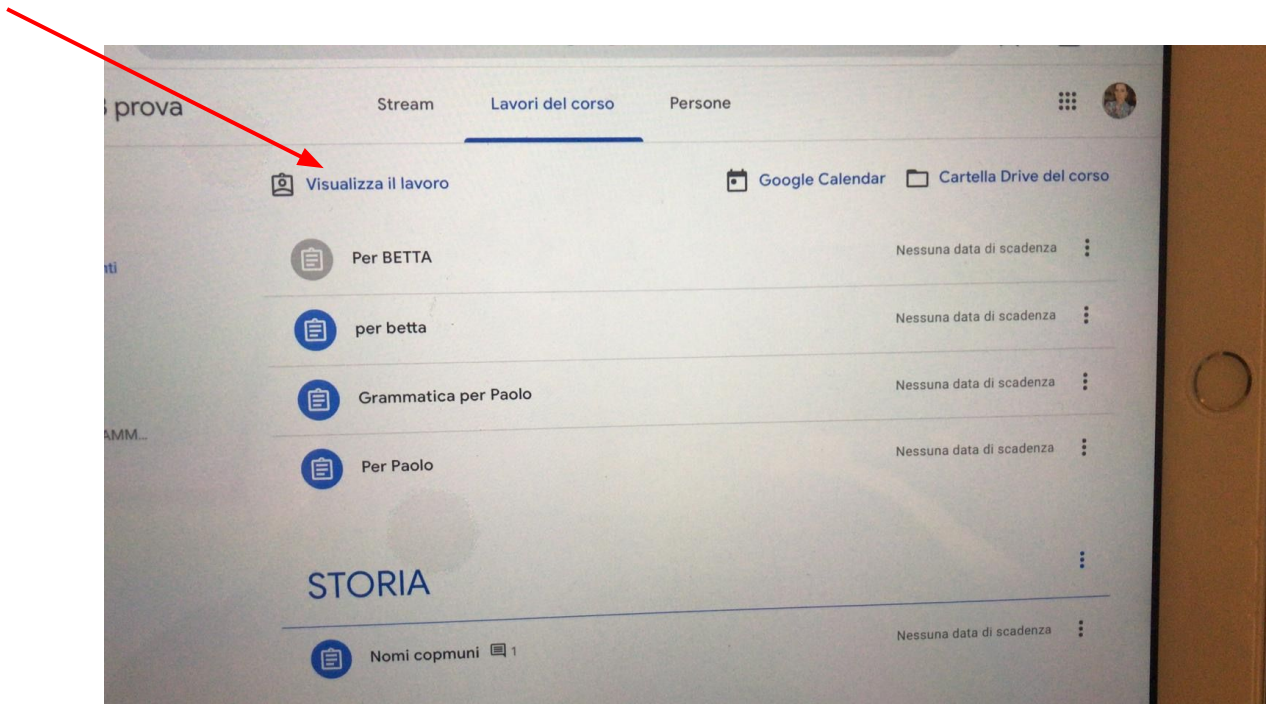 prova
Stream Lavori del corso Persone
Visualizza il lavoro Google Calendar Cartella Drive del corso
Per BETTA Nessuna data di scadenza
nti
per betta Nessuna data di scadenza
Grammatica per Paolo Nessuna data di scadenza
AMM...
Per Paolo Nessuna data di scadenza
STORIA
Nomi copmuni 1 Nessuna data di scadenza